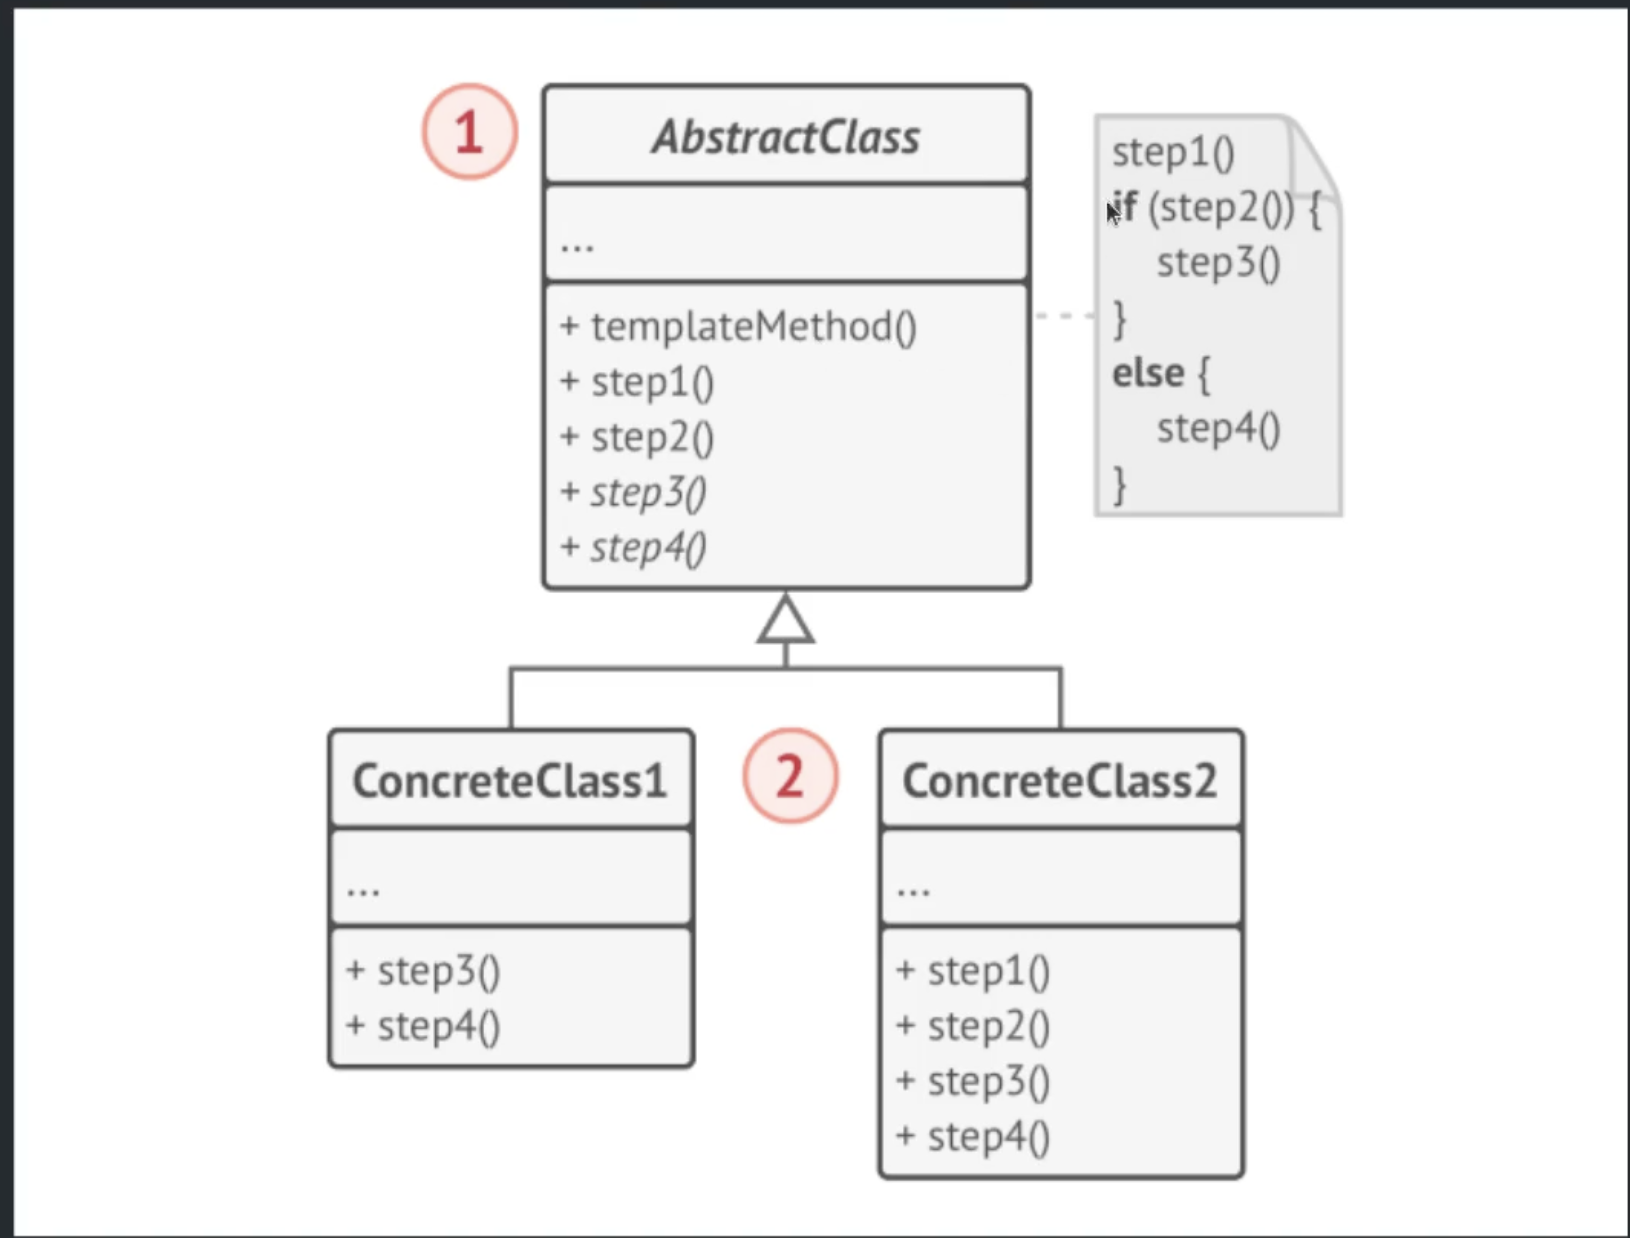 1
AbstractClass
...
+ templateMethod()
+ step1()
+ step2()
+ step3()
+ step4()
step1()
if (step2()) {
step3()
}
else {
step4()
}
ConcreteClass1
...
+ step3()
+ step4()
2
ConcreteClass2
...
+ step1()
+ step2()
+ step3()
+ step4()